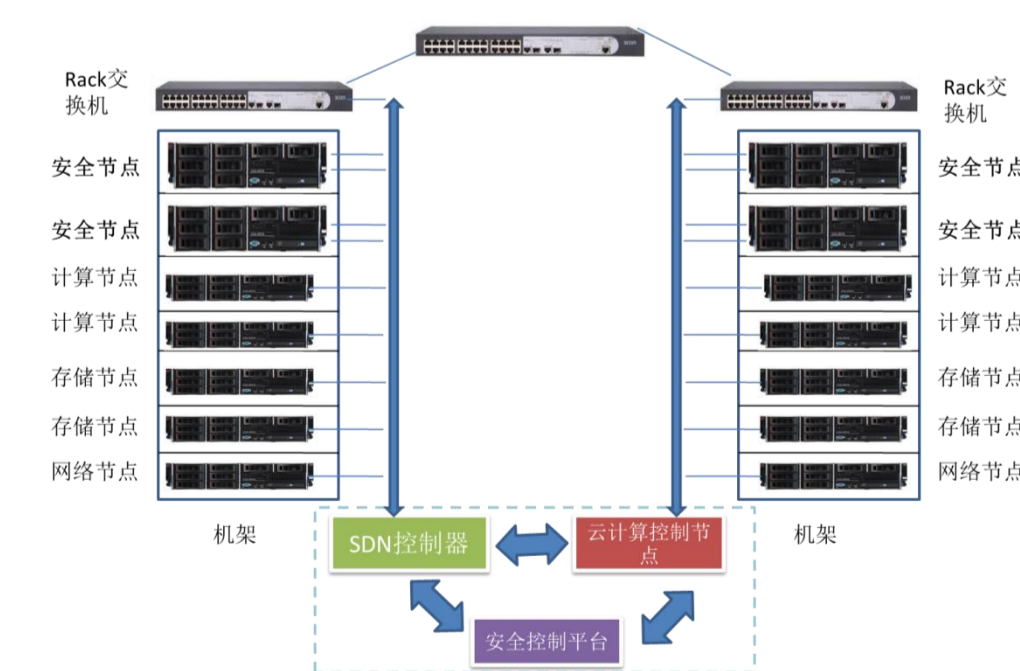 Rack交
换机
安全节点
安全节点
计算节点
计算节点
存储节点
存储节点
网络节点
机架
Rack交
换机
安全节点
安全节点
计算节点
计算节点
存储节点
存储节点
网络节点
机架
SDN控制器
云计算控制节
点
安全控制平台